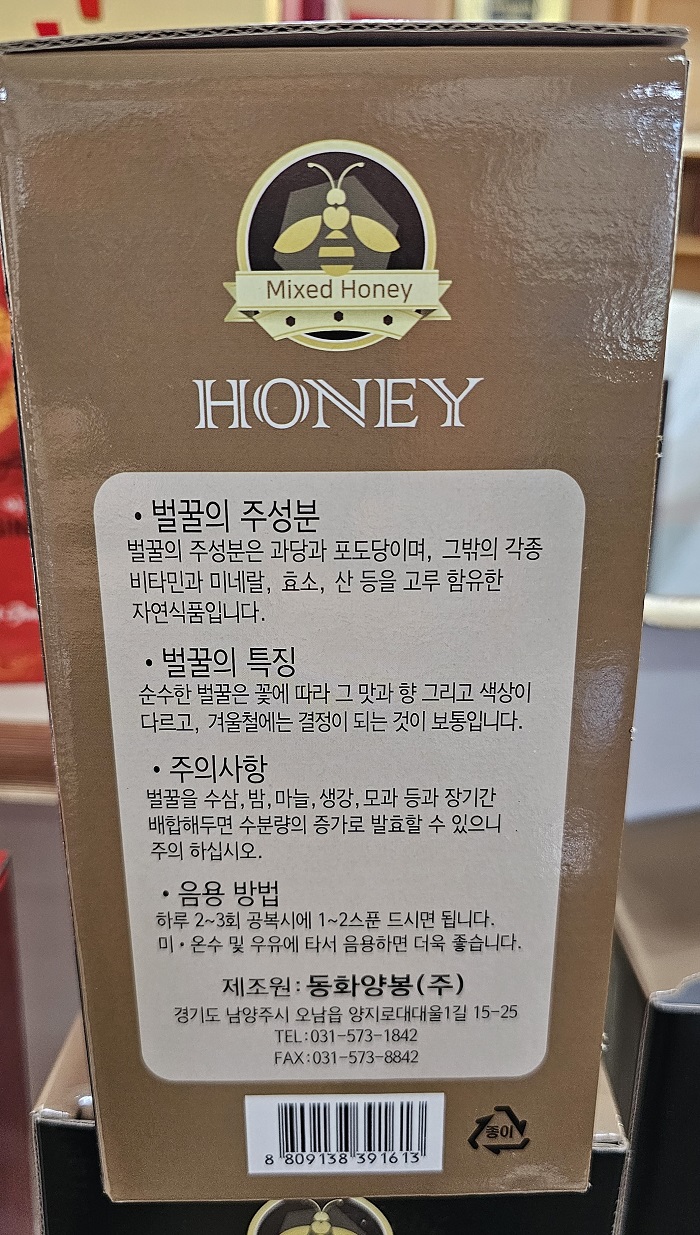 Mixed Honey
HONEY
• 벌꿀의 주성분
벌꿀의 주성분은 과당과 포도당이며, 그밖의 각종
비타민과 미네랄, 효소, 산 등을 고루 함유한
자연식품입니다.
• 벌꿀의 특징
순수한 벌꿀은 꽃에 따라 그 맛과 향 그리고 색상이
다르고, 겨울철에는 결정이 되는 것이 보통입니다.
• 주의사항
벌꿀을 수삼, 밤, 마늘, 생강, 모과 등과 장기간
배합해두면 수분량의 증가로 발효할 수 있으니
주의 하십시오.
• 음용 방법
하루 2~3회 공복시에 1~2스푼 드시면 됩니다.
미·온수 및 우유에 타서 음용하면 더욱 좋습니다.
제조원: 동화양봉(주)
경기도 남양주시 오남읍 양지로대대울1길 15-25
TEL:031-573-1842
FAX:031-573-8842
8 809138 391613
종이